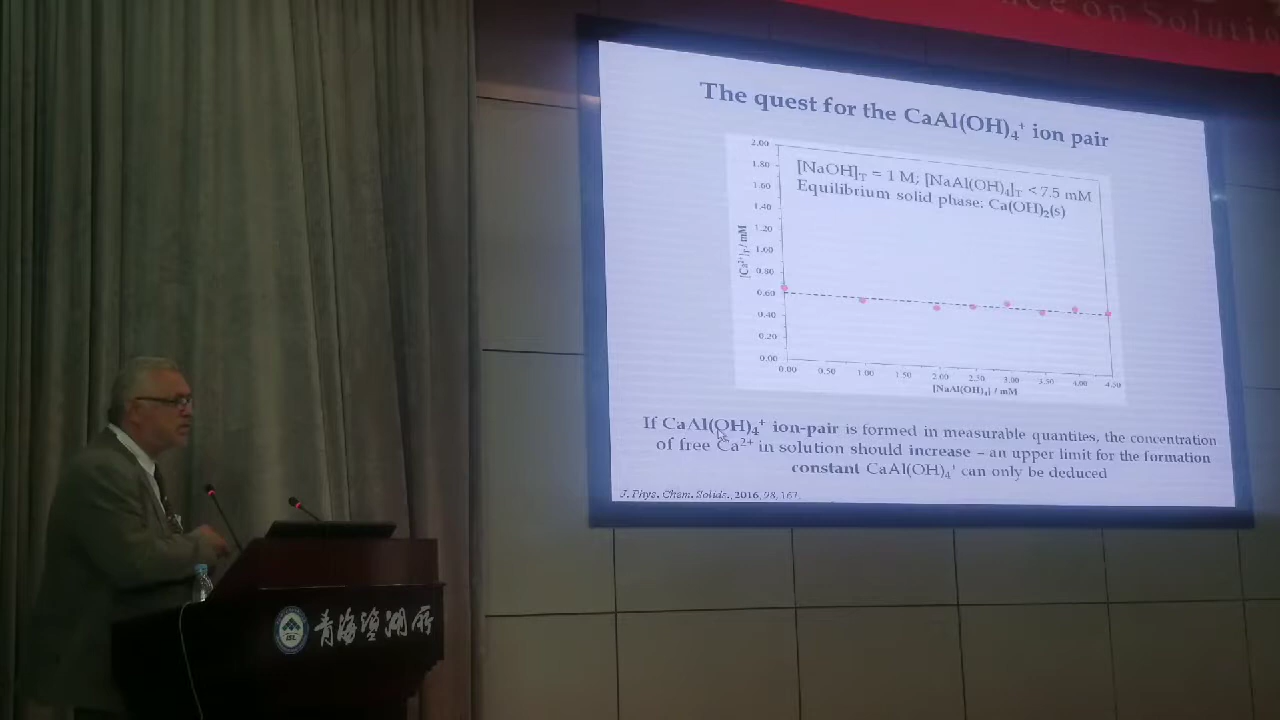 ce on Solutio
The quest for the CaAl(OH)₄⁺ ion pair
[NaOH]T = 1 M; [NaAl(OH)₄]T < 7.5 mM
Equilibrium solid phase: Ca(OH)₂(s)
[Ca²⁺]T / mM
2.00
1.80
1.60
1.40
1.20
1.00
0.80
0.60
0.40
0.20
0.00
0.00 0.50 1.00 1.50 2.00 2.50 3.00 3.50 4.00 4.50
[NaAl(OH)₄] / mM
If CaAl(OH)₄⁺ ion-pair is formed in measurable quantites, the concentration
of free Ca²⁺ in solution should increase – an upper limit for the formation
constant CaAl(OH)₄⁺ can only be deduced
J. Phys. Chem. Solids., 2016, 98, 167.
青海盐湖所
ISL